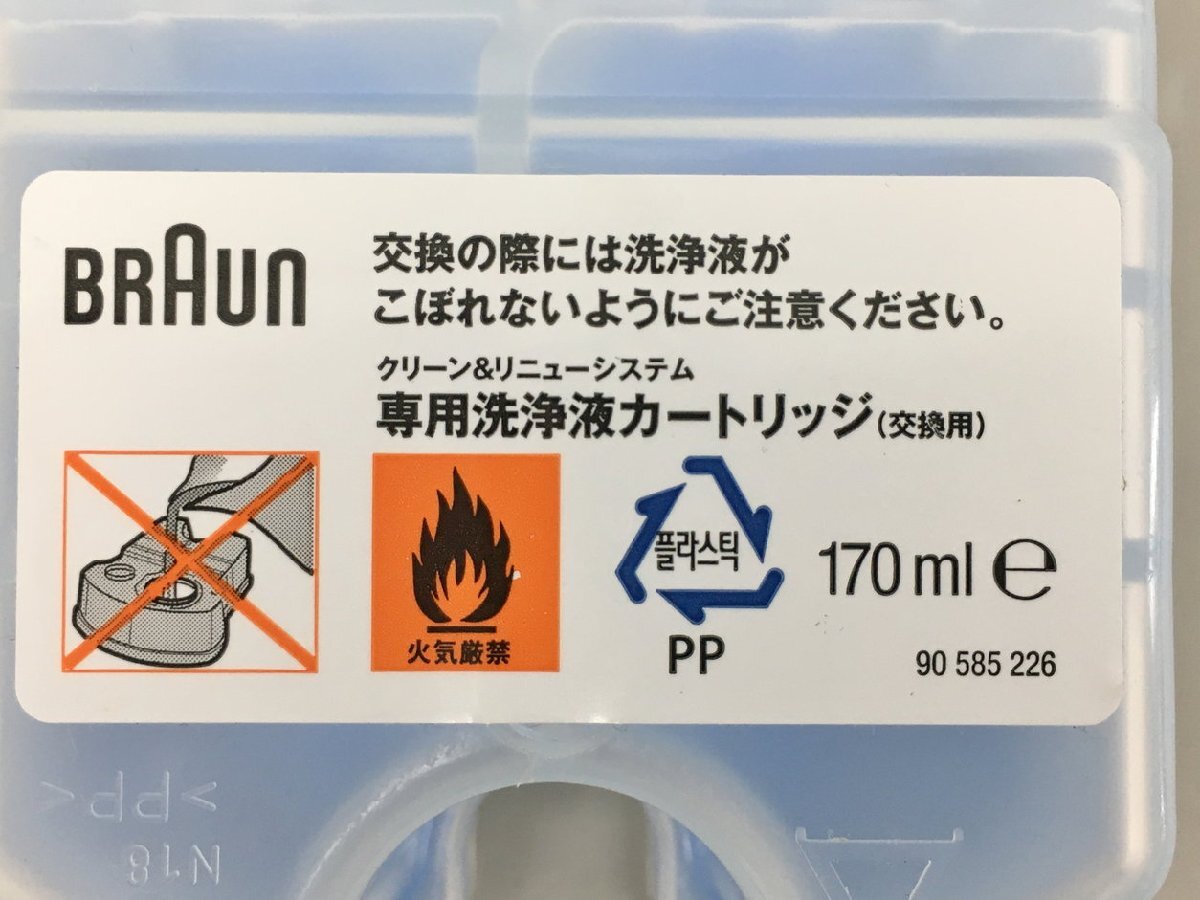 BRAUN
交換の際には洗浄液が
こぼれないようにご注意ください。
クリーン&リニューシステム
専用洗浄液カートリッジ(交換用)
火気厳禁
플라스틱
PP
170 ml ℮
90 585 226
>PP<
N18